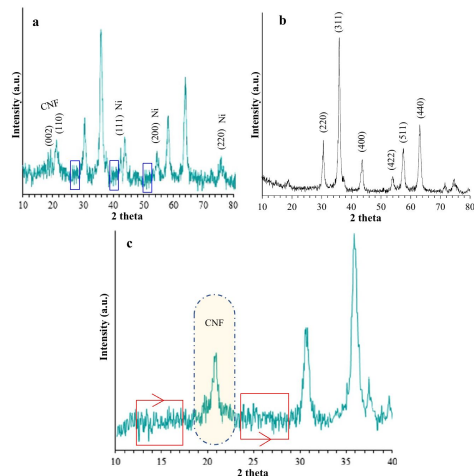 a
Intensity (a.u.)
CNF
(002)
(110)
(111) Ni
(200) Ni
(220) Ni
10 20 30 40 50 60 70 80
2 theta
b
Intensity (a.u.)
(220)
(311)
(400)
(422)
(511)
(440)
10 20 30 40 50 60 70 80
2 theta
c
Intensity (a.u.)
CNF
10 15 20 25 30 35 40
2 theta